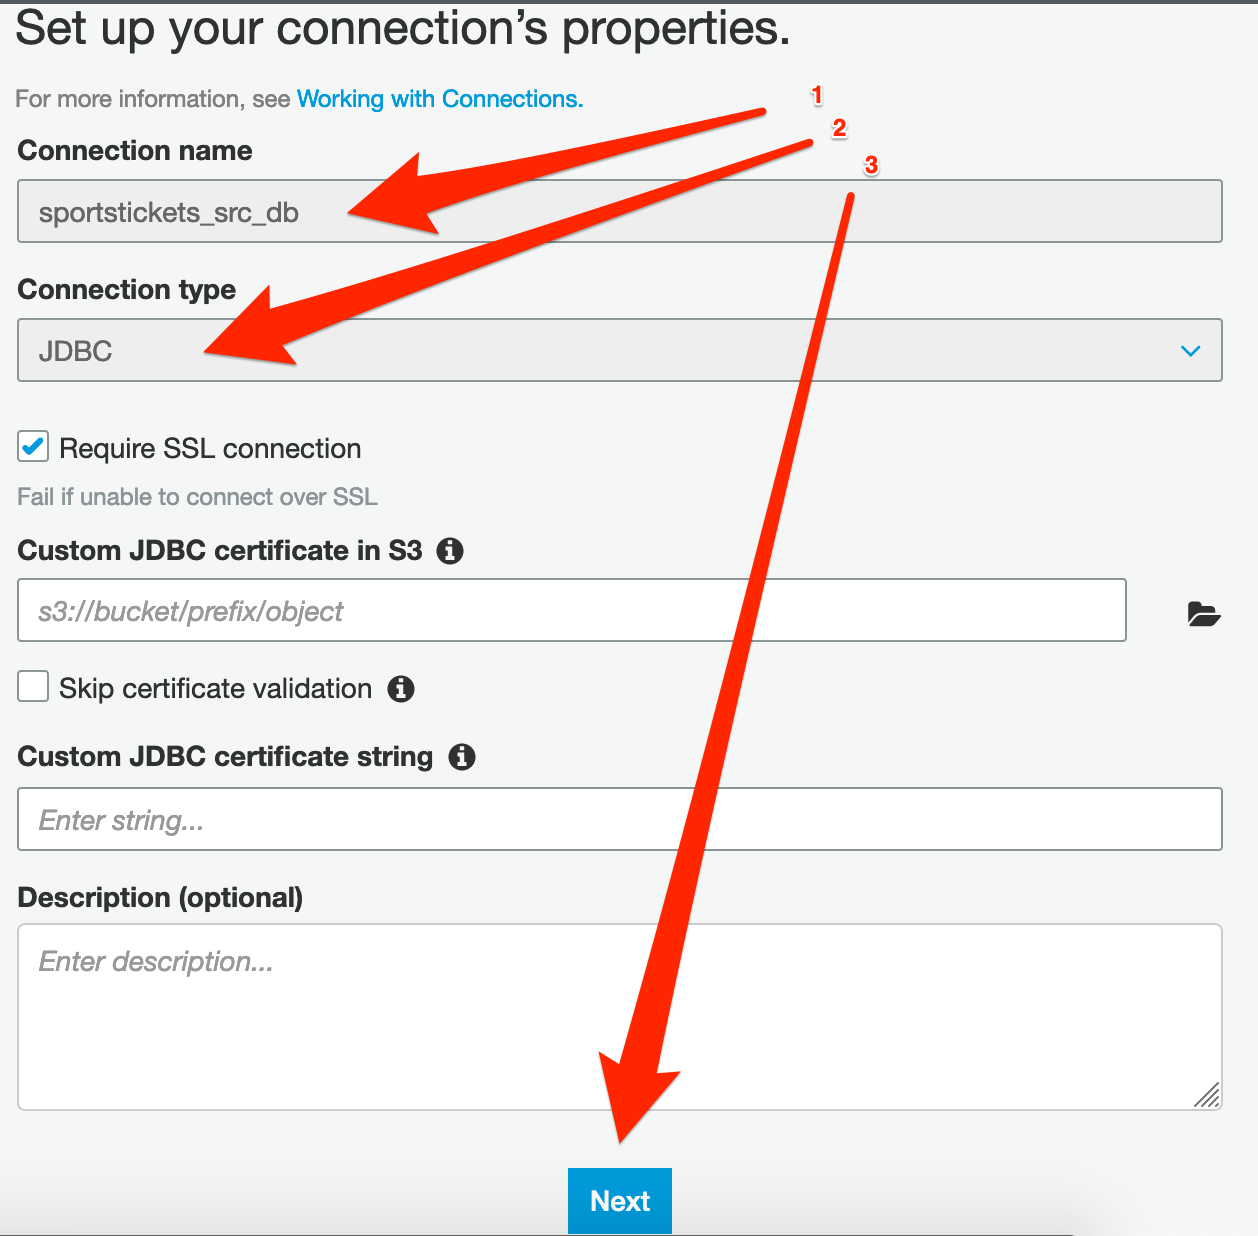 Set up your connection's properties.
For more information, see Working with Connections.
1
2
Connection name
3
sportstickets_src_db
Connection type
JDBC
Require SSL connection
Fail if unable to connect over SSL
Custom JDBC certificate in S3
s3://bucket/prefix/object
Skip certificate validation
Custom JDBC certificate string
Enter string...
Description (optional)
Enter description...
Next